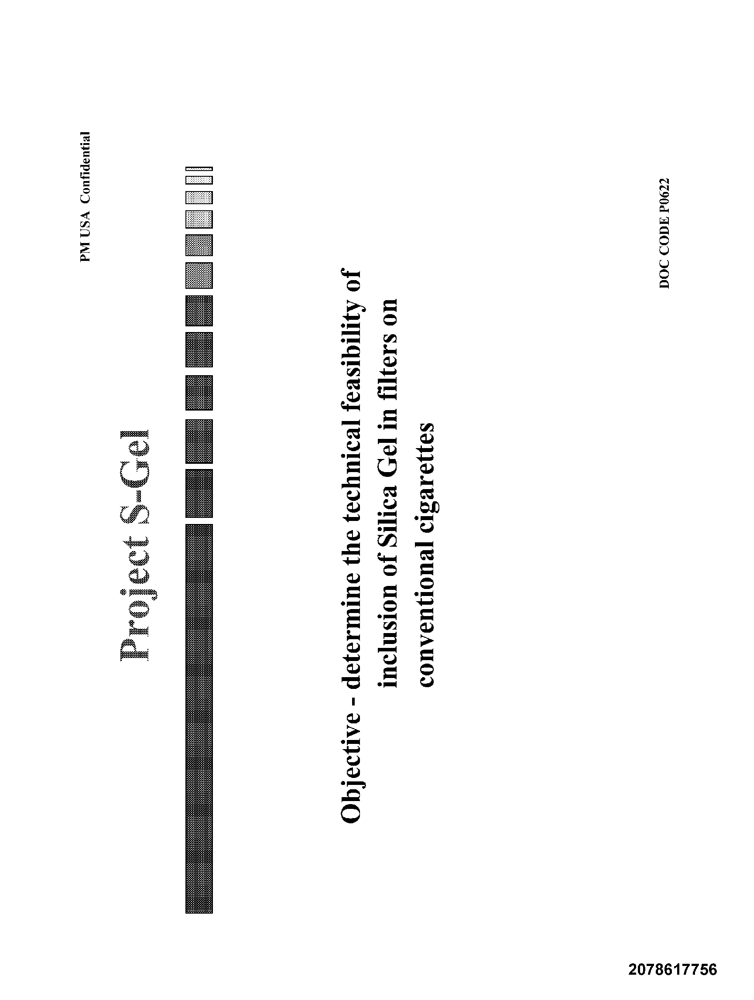 PM USA Confidential
Project S-Gel
Objective - determine the technical feasibility of
inclusion of Silica Gel in filters on
conventional cigarettes
DOC CODE P0622
2078617756